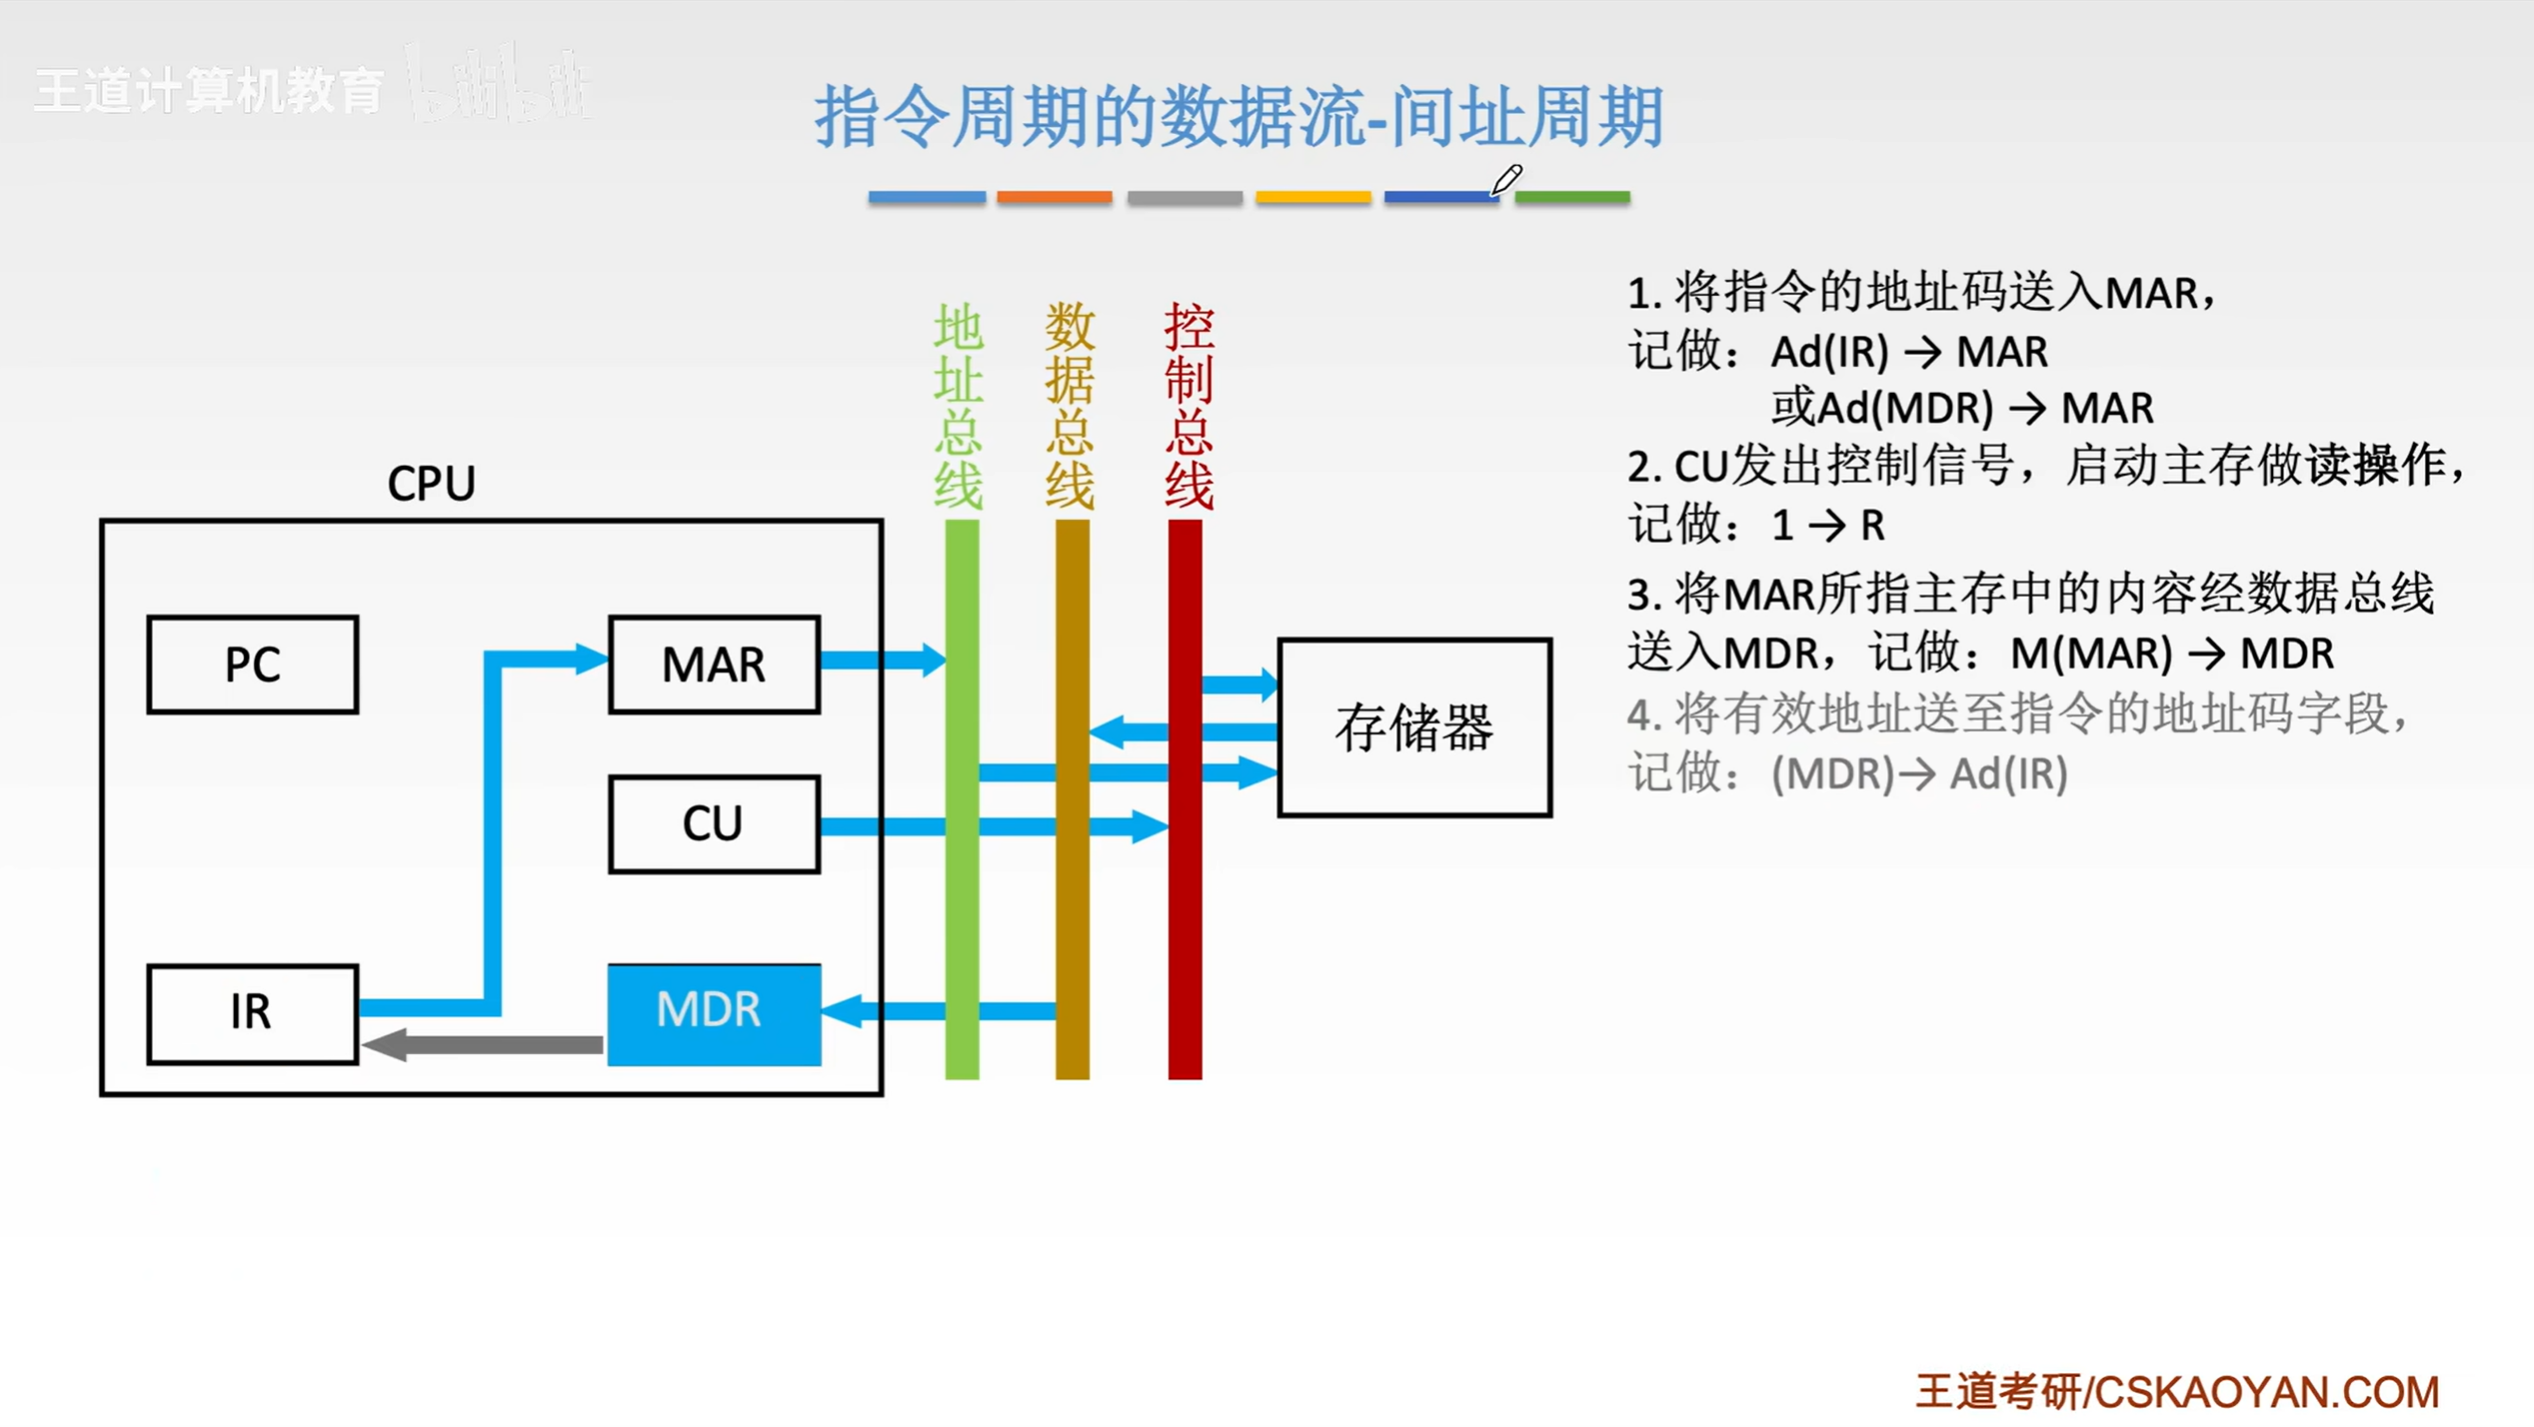 王道计算机教育 bilibili
指令周期的数据流-间址周期
地址总线
数据总线
控制总线
CPU
PC
MAR
CU
IR
MDR
存储器
1. 将指令的地址码送入MAR，
记做：Ad(IR) → MAR
或Ad(MDR) → MAR
2. CU发出控制信号，启动主存做读操作，
记做：1 → R
3. 将MAR所指主存中的内容经数据总线
送入MDR，记做：M(MAR) → MDR
4. 将有效地址送至指令的地址码字段，
记做：(MDR)→ Ad(IR)
王道考研/CSKAOYAN.COM